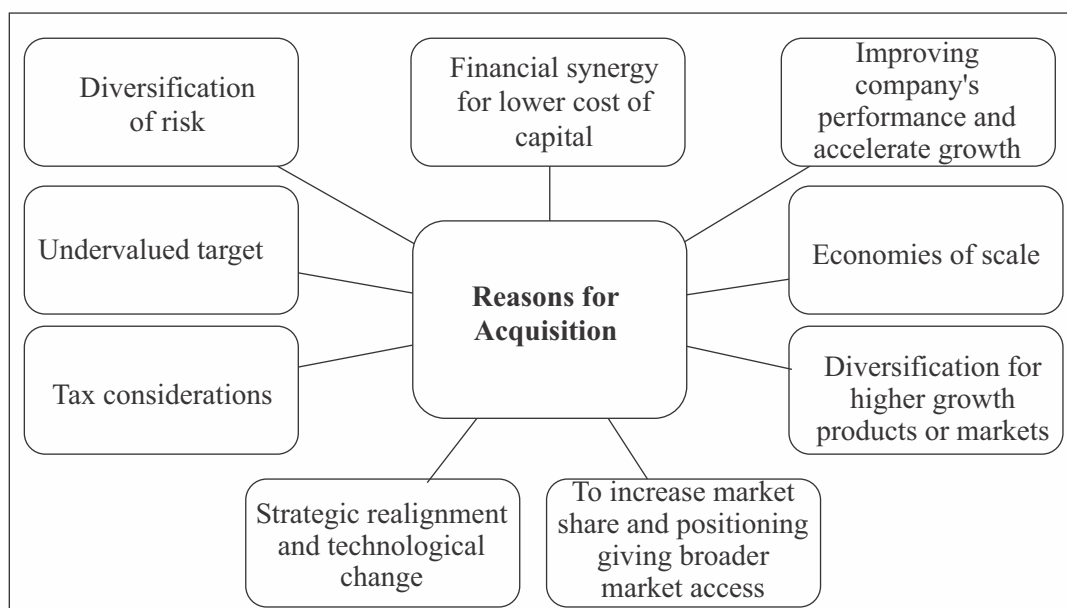 Diversification
of risk
Financial synergy
for lower cost of
capital
Improving
company's
performance and
accelerate growth
Undervalued target
Reasons for
Acquisition
Economies of scale
Tax considerations
Diversification for
higher growth
products or markets
Strategic realignment
and technological
change
To increase market
share and positioning
giving broader
market access